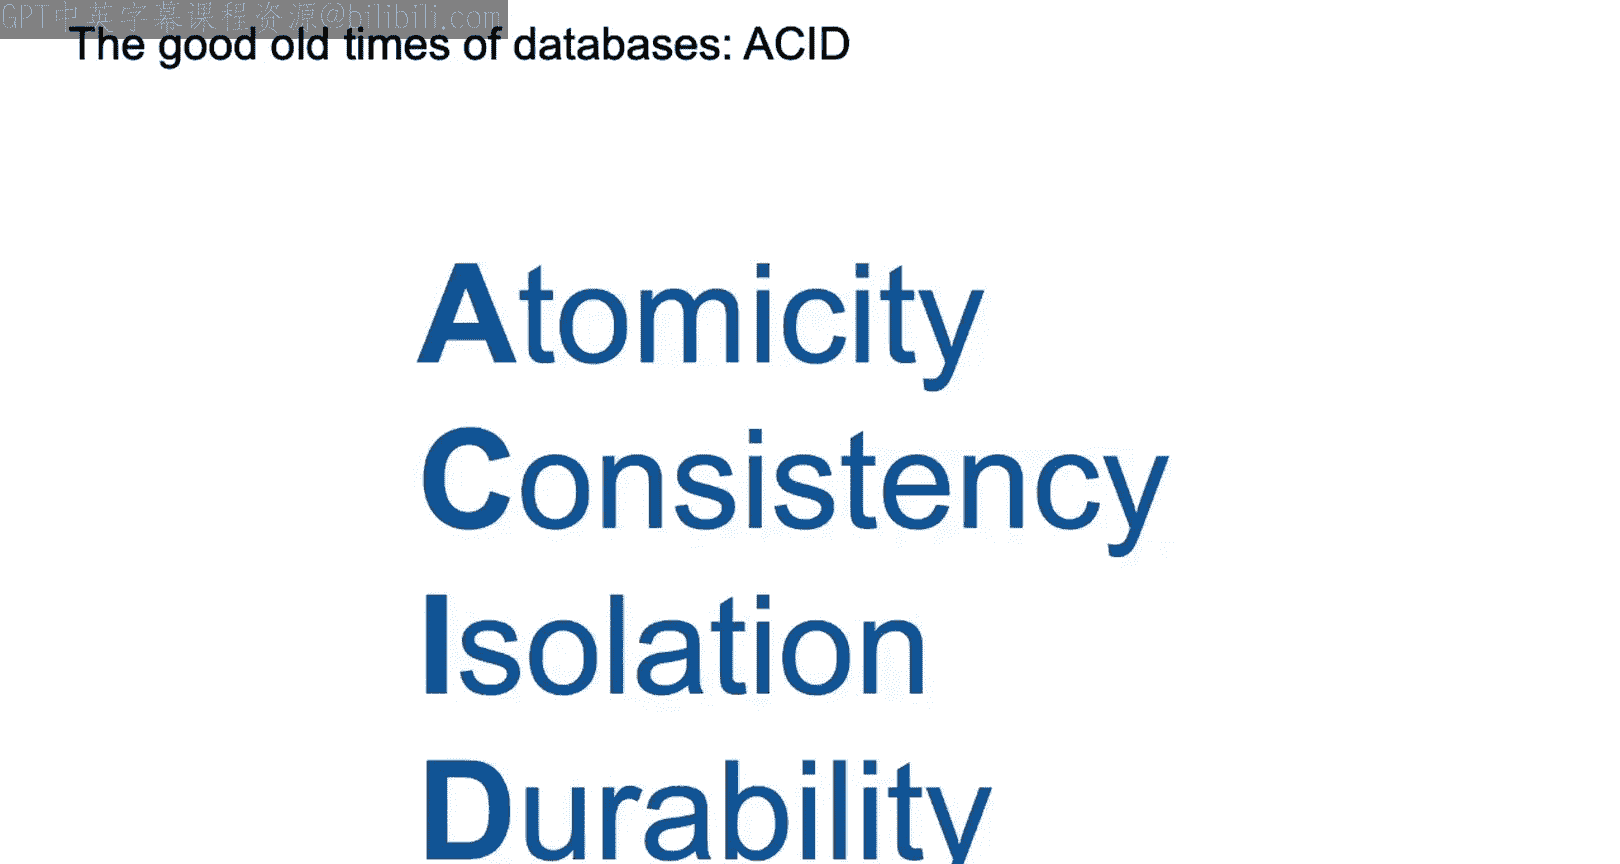 GPT中英字幕课程资源@bilibili.com
The good old times of databases: ACID
Atomicity
Consistency
Isolation
Durability